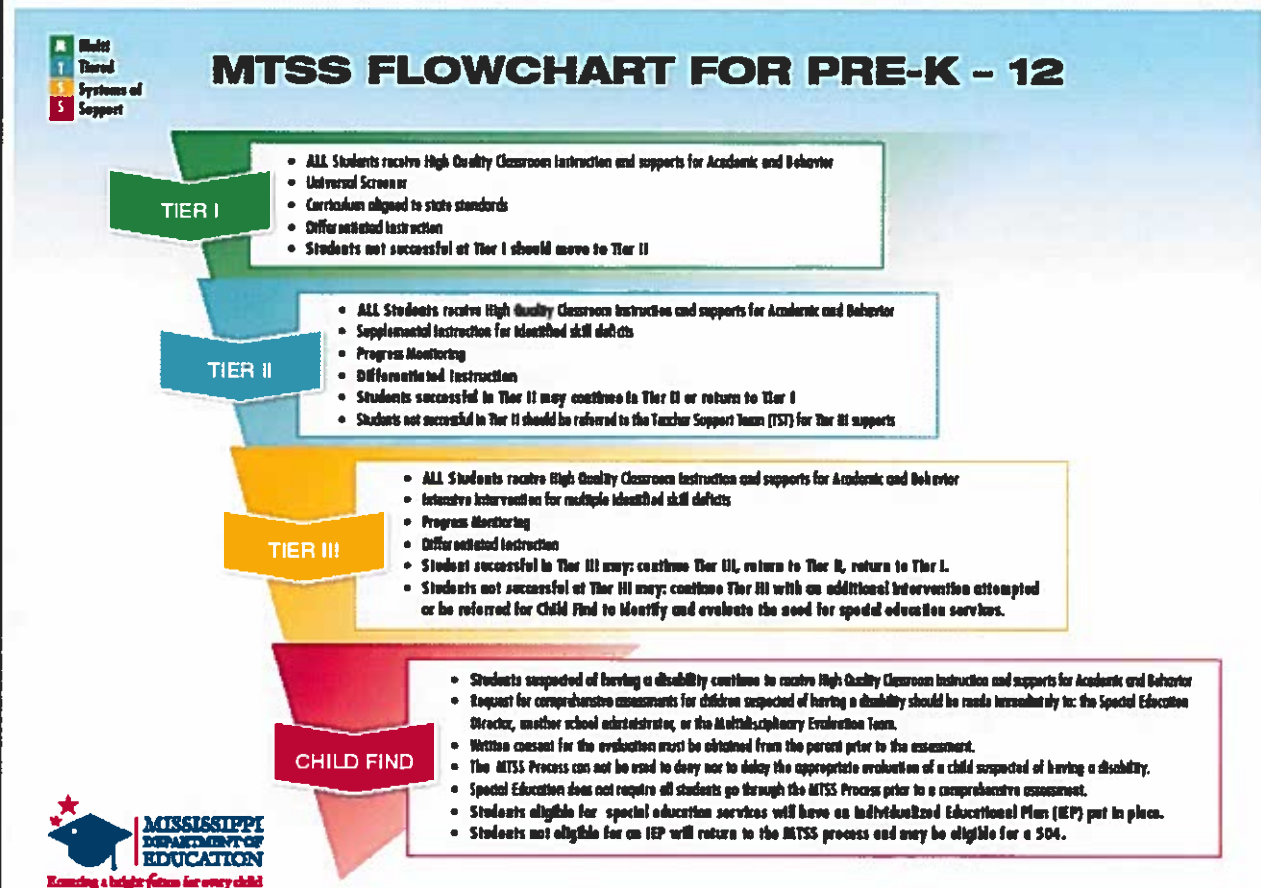 M Multi
T Tiered
S Systems of
S Support
MTSS FLOWCHART FOR PRE-K – 12
TIER I
• ALL Students receive High Quality Classroom Instruction and supports for Academic and Behavior
• Universal Screener
• Curriculum aligned to state standards
• Differentiated Instruction
• Students not successful at Tier I should move to Tier II
TIER II
• ALL Students receive High Quality Classroom Instruction and supports for Academic and Behavior
• Supplemental Instruction for identified skill deficits
• Progress Monitoring
• Differentiated Instruction
• Students successful in Tier II may continue in Tier II or return to Tier I
• Students not successful in Tier II should be referred to the Teacher Support Team (TST) for Tier III supports
TIER III
• ALL Students receive High Quality Classroom Instruction and supports for Academic and Behavior
• Intensive Intervention for multiple identified skill deficits
• Progress Monitoring
• Differentiated Instruction
• Student successful in Tier III may: continue Tier III, return to Tier II, return to Tier I.
• Students not successful at Tier III may: continue Tier III with an additional intervention attempted
or be referred for Child Find to identify and evaluate the need for special education services.
CHILD FIND
• Students suspected of having a disability continue to receive High Quality Classroom Instruction and supports for Academic and Behavior
• Request for comprehensive assessments for children suspected of having a disability should be made immediately to: the Special Education
Director, another school administrator, or the Multidisciplinary Evaluation Team.
• Written consent for the evaluation must be obtained from the parent prior to the assessment.
• The MTSS Process can not be used to deny nor to delay the appropriate evaluation of a child suspected of having a disability.
• Special Education does not require all students go through the MTSS Process prior to a comprehensive assessment.
• Students eligible for special education services will have an Individualized Educational Plan (IEP) put in place.
• Students not eligible for an IEP will return to the MTSS process and may be eligible for a 504.
MISSISSIPPI
DEPARTMENT OF
EDUCATION
Ensuring a bright future for every child